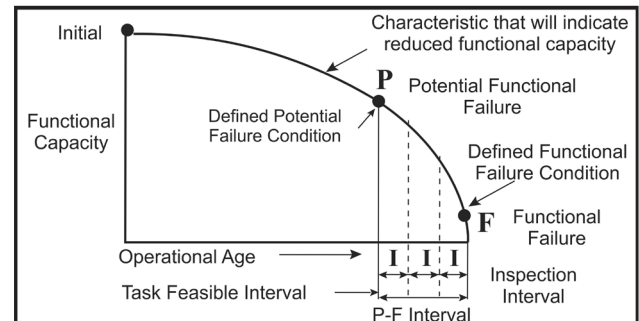 Initial
Characteristic that will indicate
reduced functional capacity
P
Potential Functional
Failure
Defined Potential
Failure Condition
Functional
Capacity
Defined Functional
Failure Condition
F
Functional
Failure
Operational Age
I I I
Inspection
Interval
Task Feasible Interval
P-F Interval